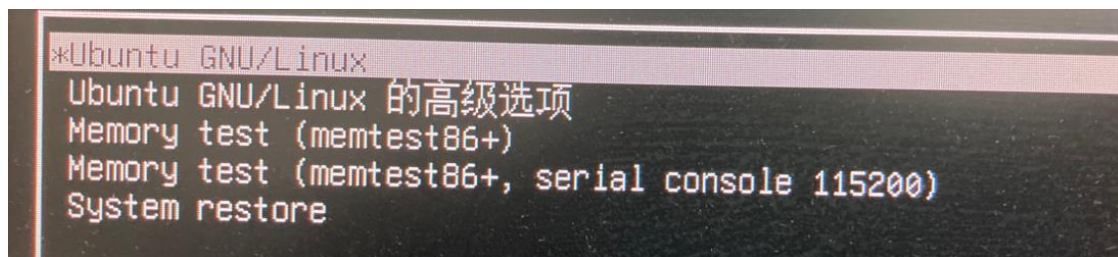 *Ubuntu GNU/Linux
Ubuntu GNU/Linux 的高级选项
Memory test (memtest86+)
Memory test (memtest86+, serial console 115200)
System restore